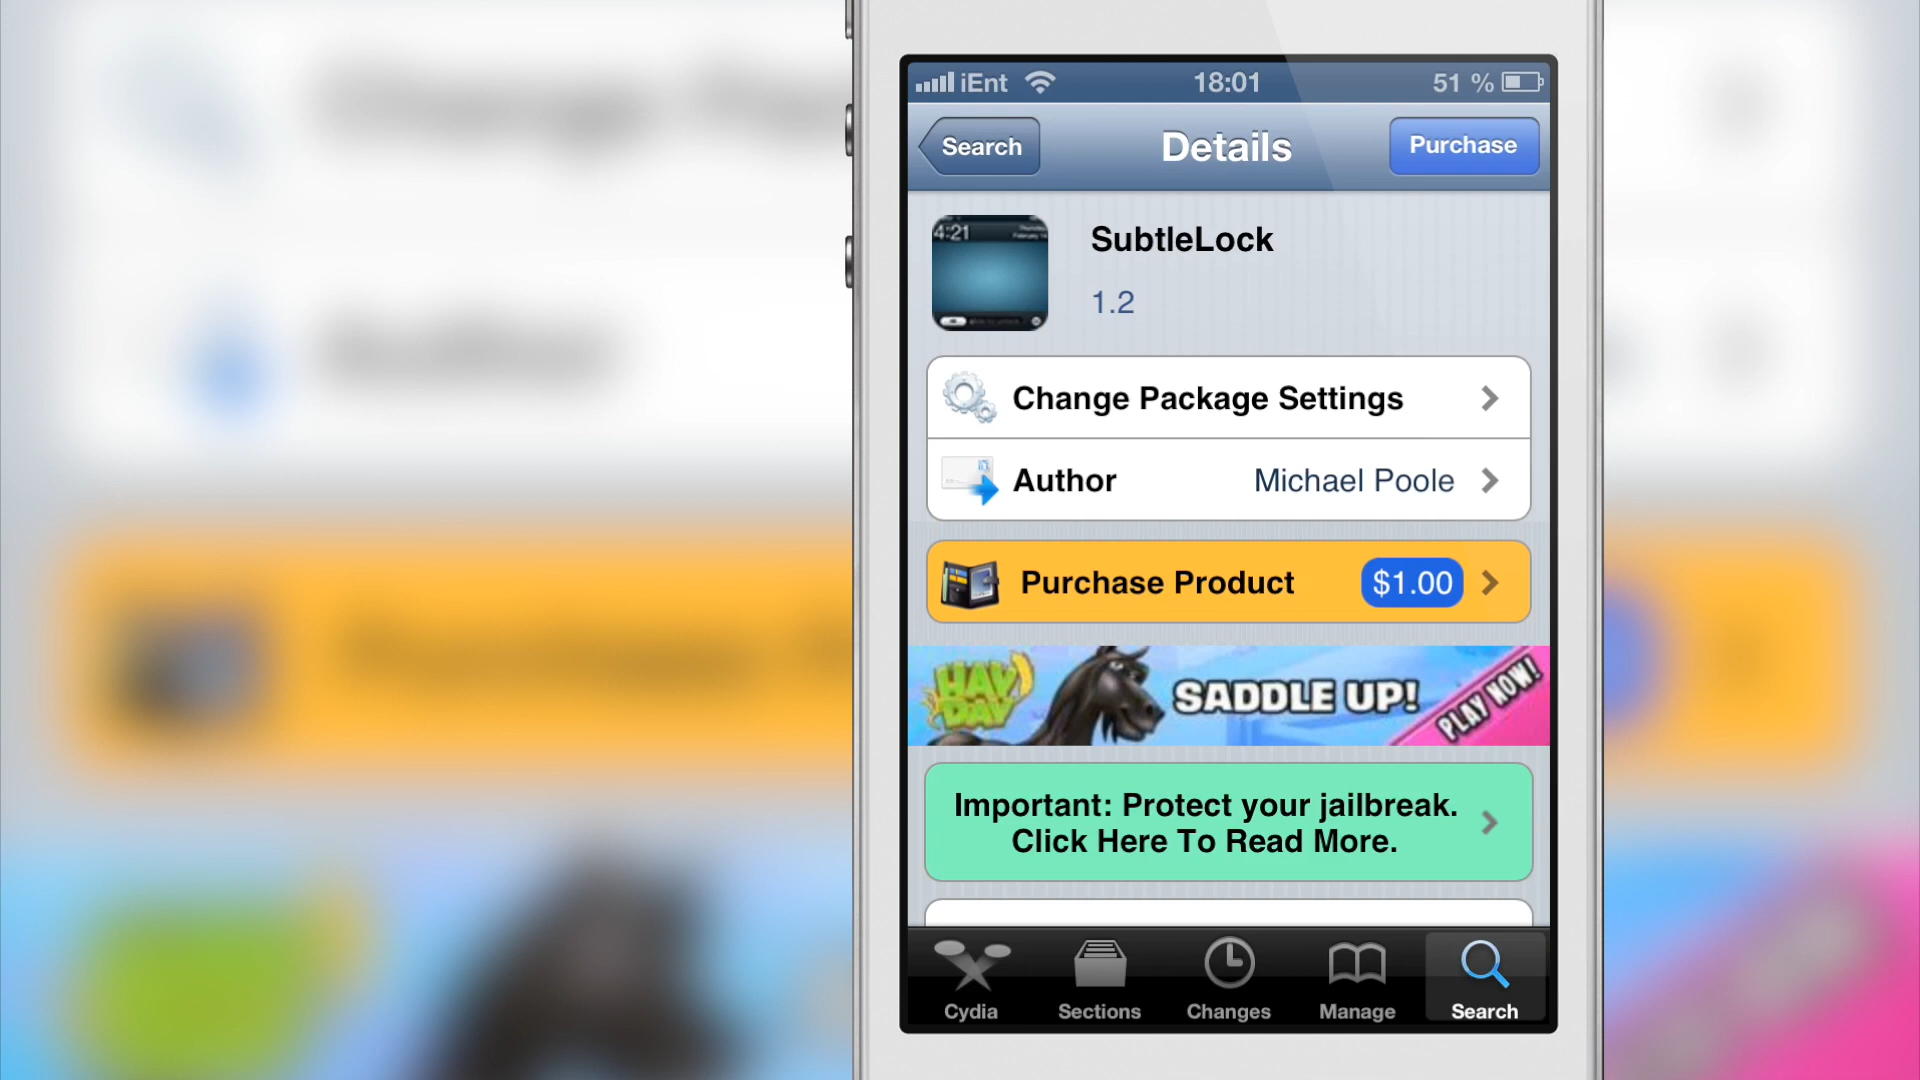 iEnt 18:01 51 %
Search Details Purchase
4:21
SubtleLock
1.2
Change Package Settings
Author Michael Poole
Purchase Product $1.00
HAY DAY SADDLE UP! PLAY NOW!
Important: Protect your jailbreak.
Click Here To Read More.
Cydia Sections Changes Manage Search